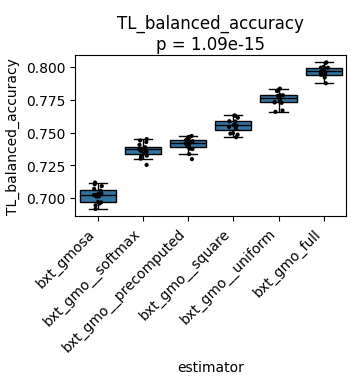 TL_balanced_accuracy
p = 1.09e-15
TL_balanced_accuracy
0.800
0.775
0.750
0.725
0.700
bxt_gmosa
bxt_gmo__softmax
bxt_gmo__precomputed
bxt_gmo__square
bxt_gmo__uniform
bxt_gmo_full
estimator